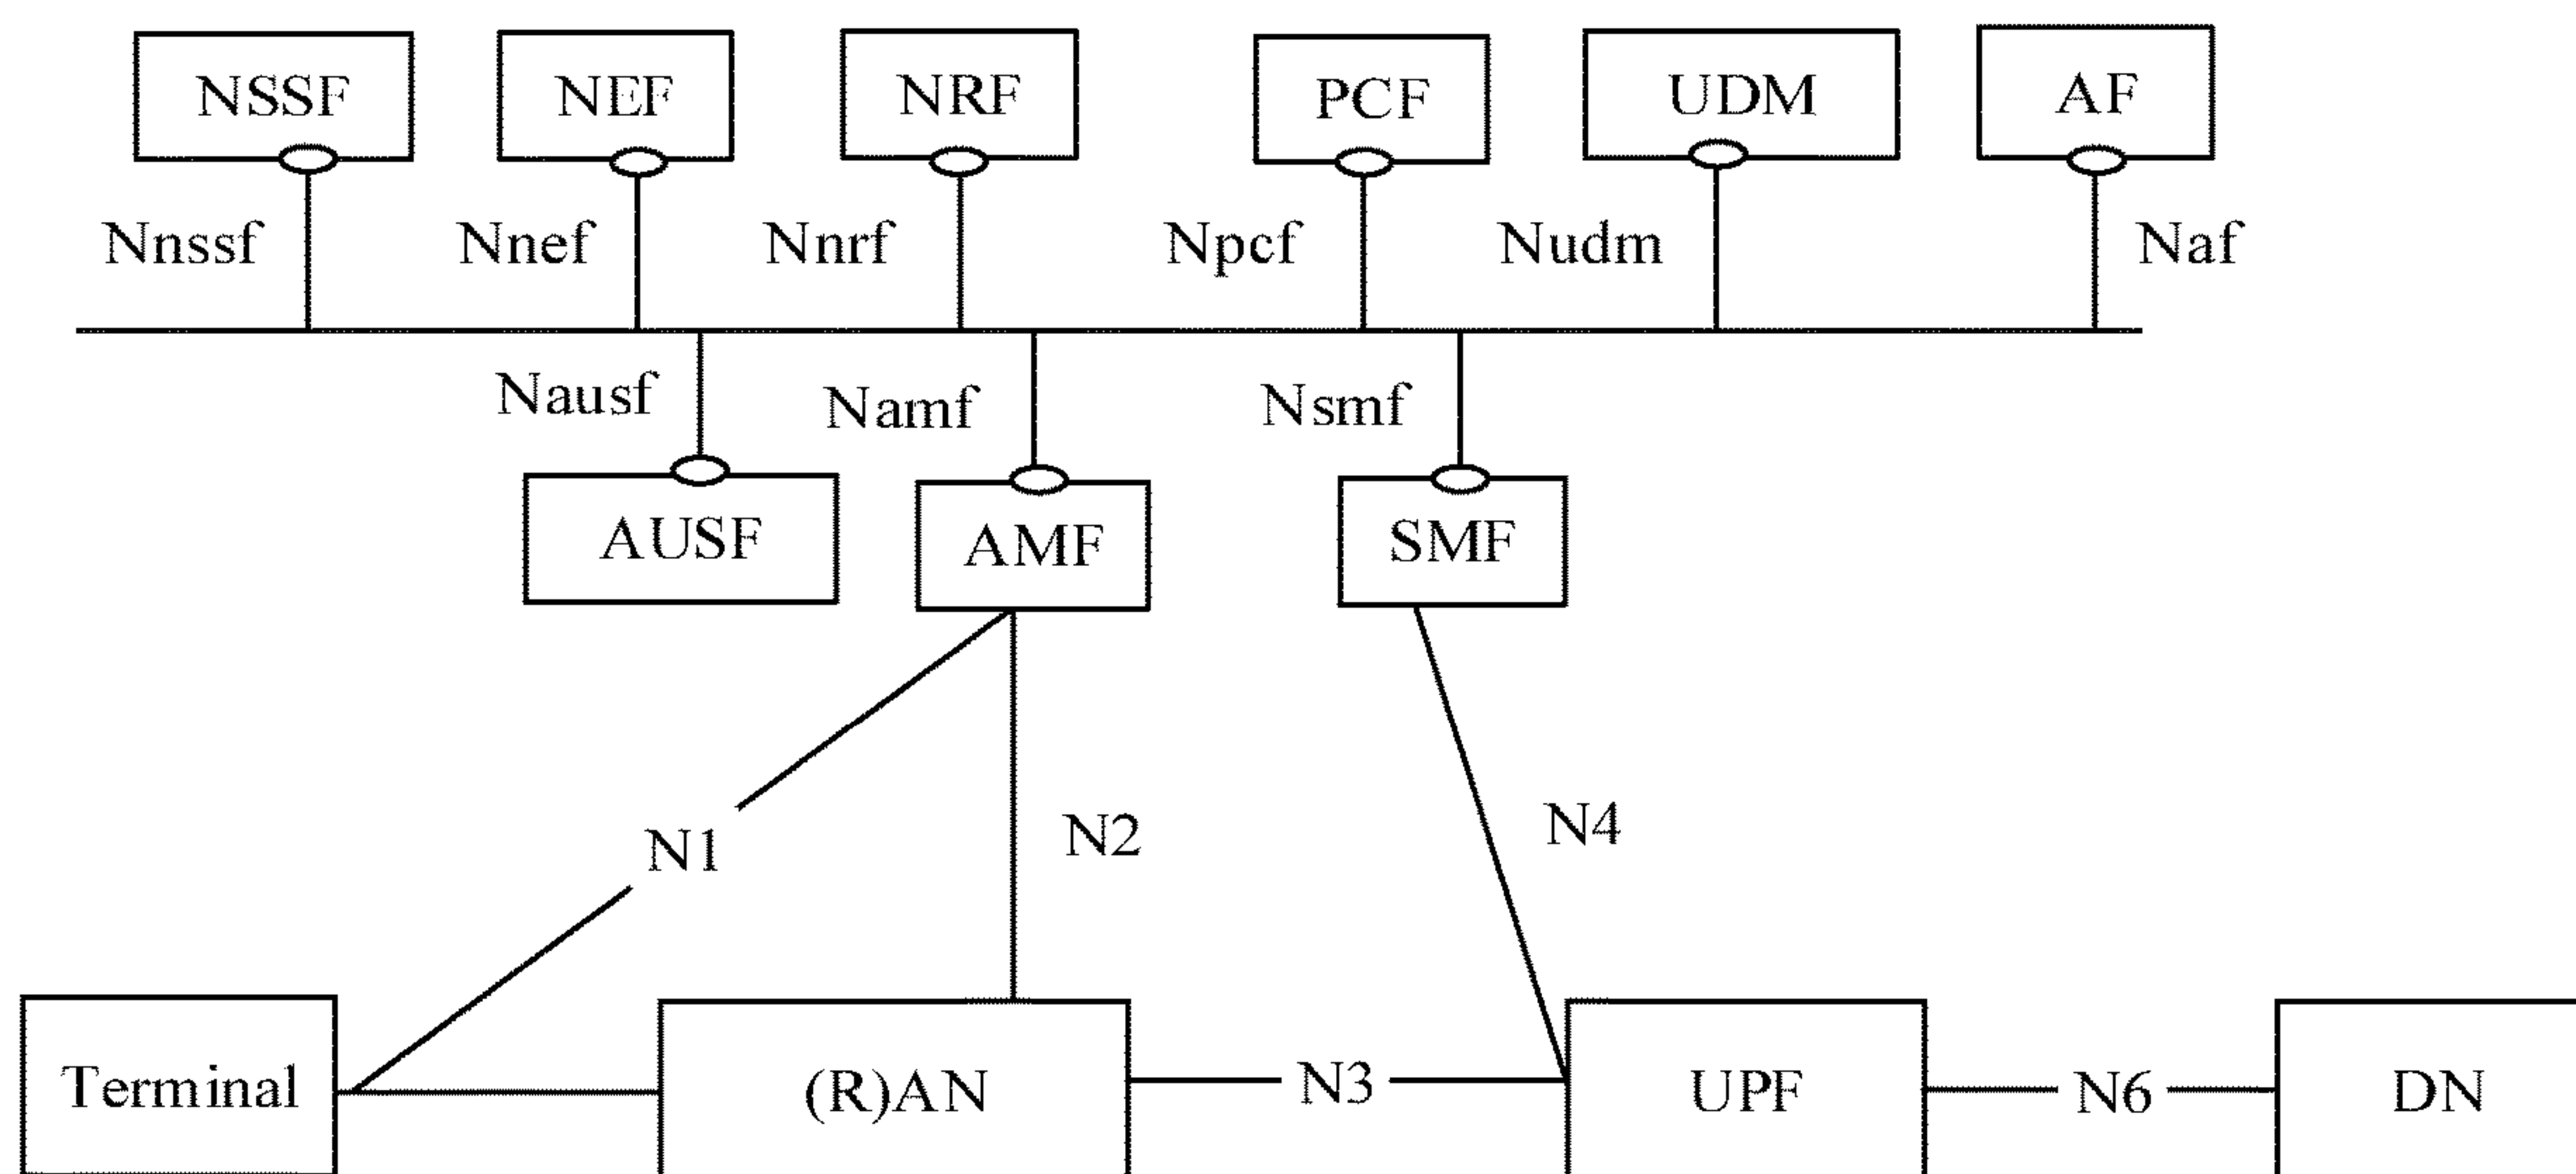 NSSF NEF NRF PCF UDM AF
Nnssf Nnef Nnrf Npcf Nudm Naf
Nausf Namf Nsmf
AUSF AMF SMF
N1 N2 N4
Terminal (R)AN N3 UPF N6 DN